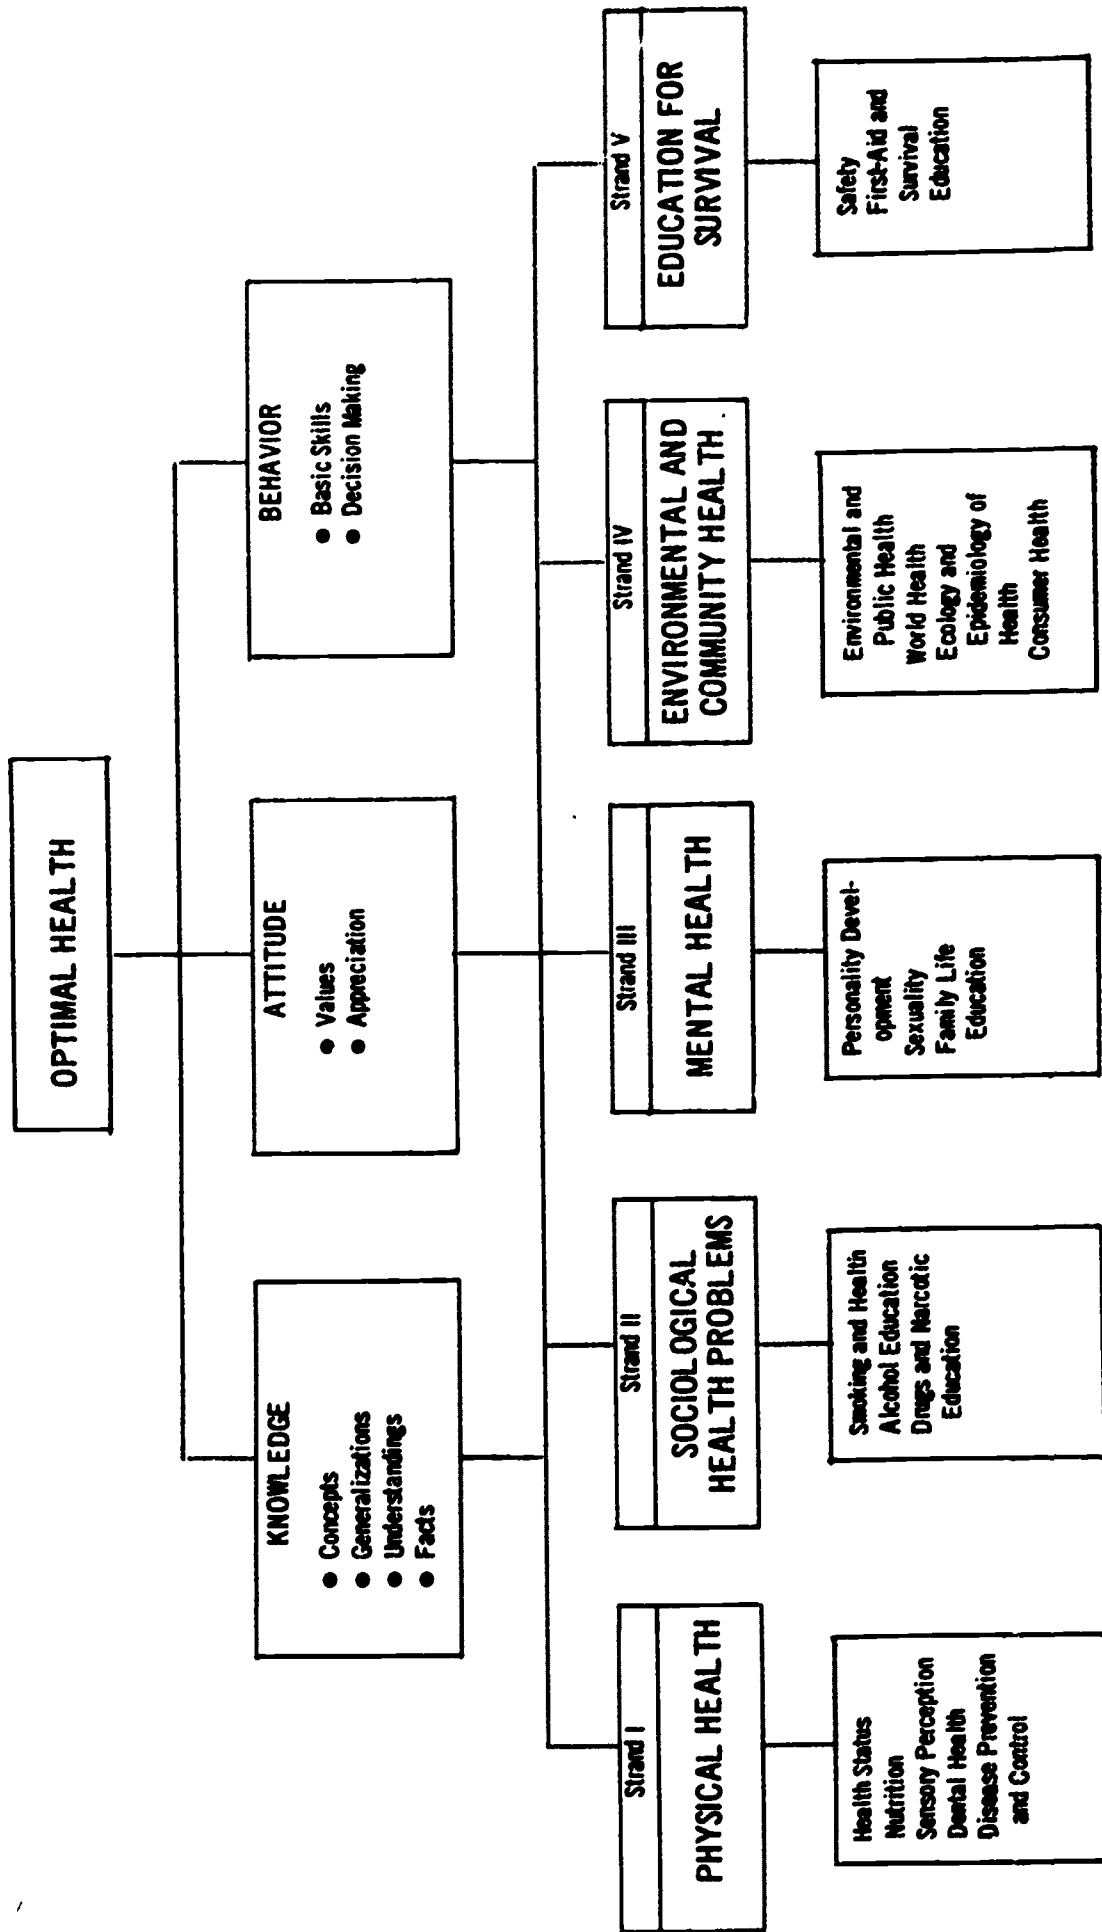 OPTIMAL HEALTH
KNOWLEDGE
● Concepts
● Generalizations
● Understandings
● Facts
ATTITUDE
● Values
● Appreciation
BEHAVIOR
● Basic Skills
● Decision Making
Strand I
PHYSICAL HEALTH
Health Status
Nutrition
Sensory Perception
Dental Health
Disease Prevention
and Control
Strand II
SOCIOLOGICAL
HEALTH PROBLEMS
Smoking and Health
Alcohol Education
Drugs and Narcotic
Education
Strand III
MENTAL HEALTH
Personality Devel-
opment
Sexuality
Family Life
Education
Strand IV
ENVIRONMENTAL AND
COMMUNITY HEALTH
Environmental and
Public Health
World Health
Ecology and
Epidemiology of
Health
Consumer Health
Strand V
EDUCATION FOR
SURVIVAL
Safety
First-Aid and
Survival
Education